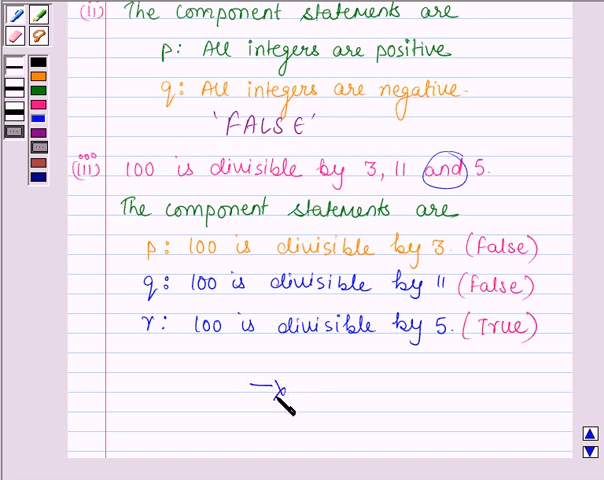 (ii) The component statements are
p: All integers are positive
q: All integers are negative.
'FALSE'
(iii) 100 is divisible by 3, 11 and 5.
The component statements are
p: 100 is divisible by 3. (False)
q: 100 is divisible by 11 (False)
r: 100 is divisible by 5. (True)